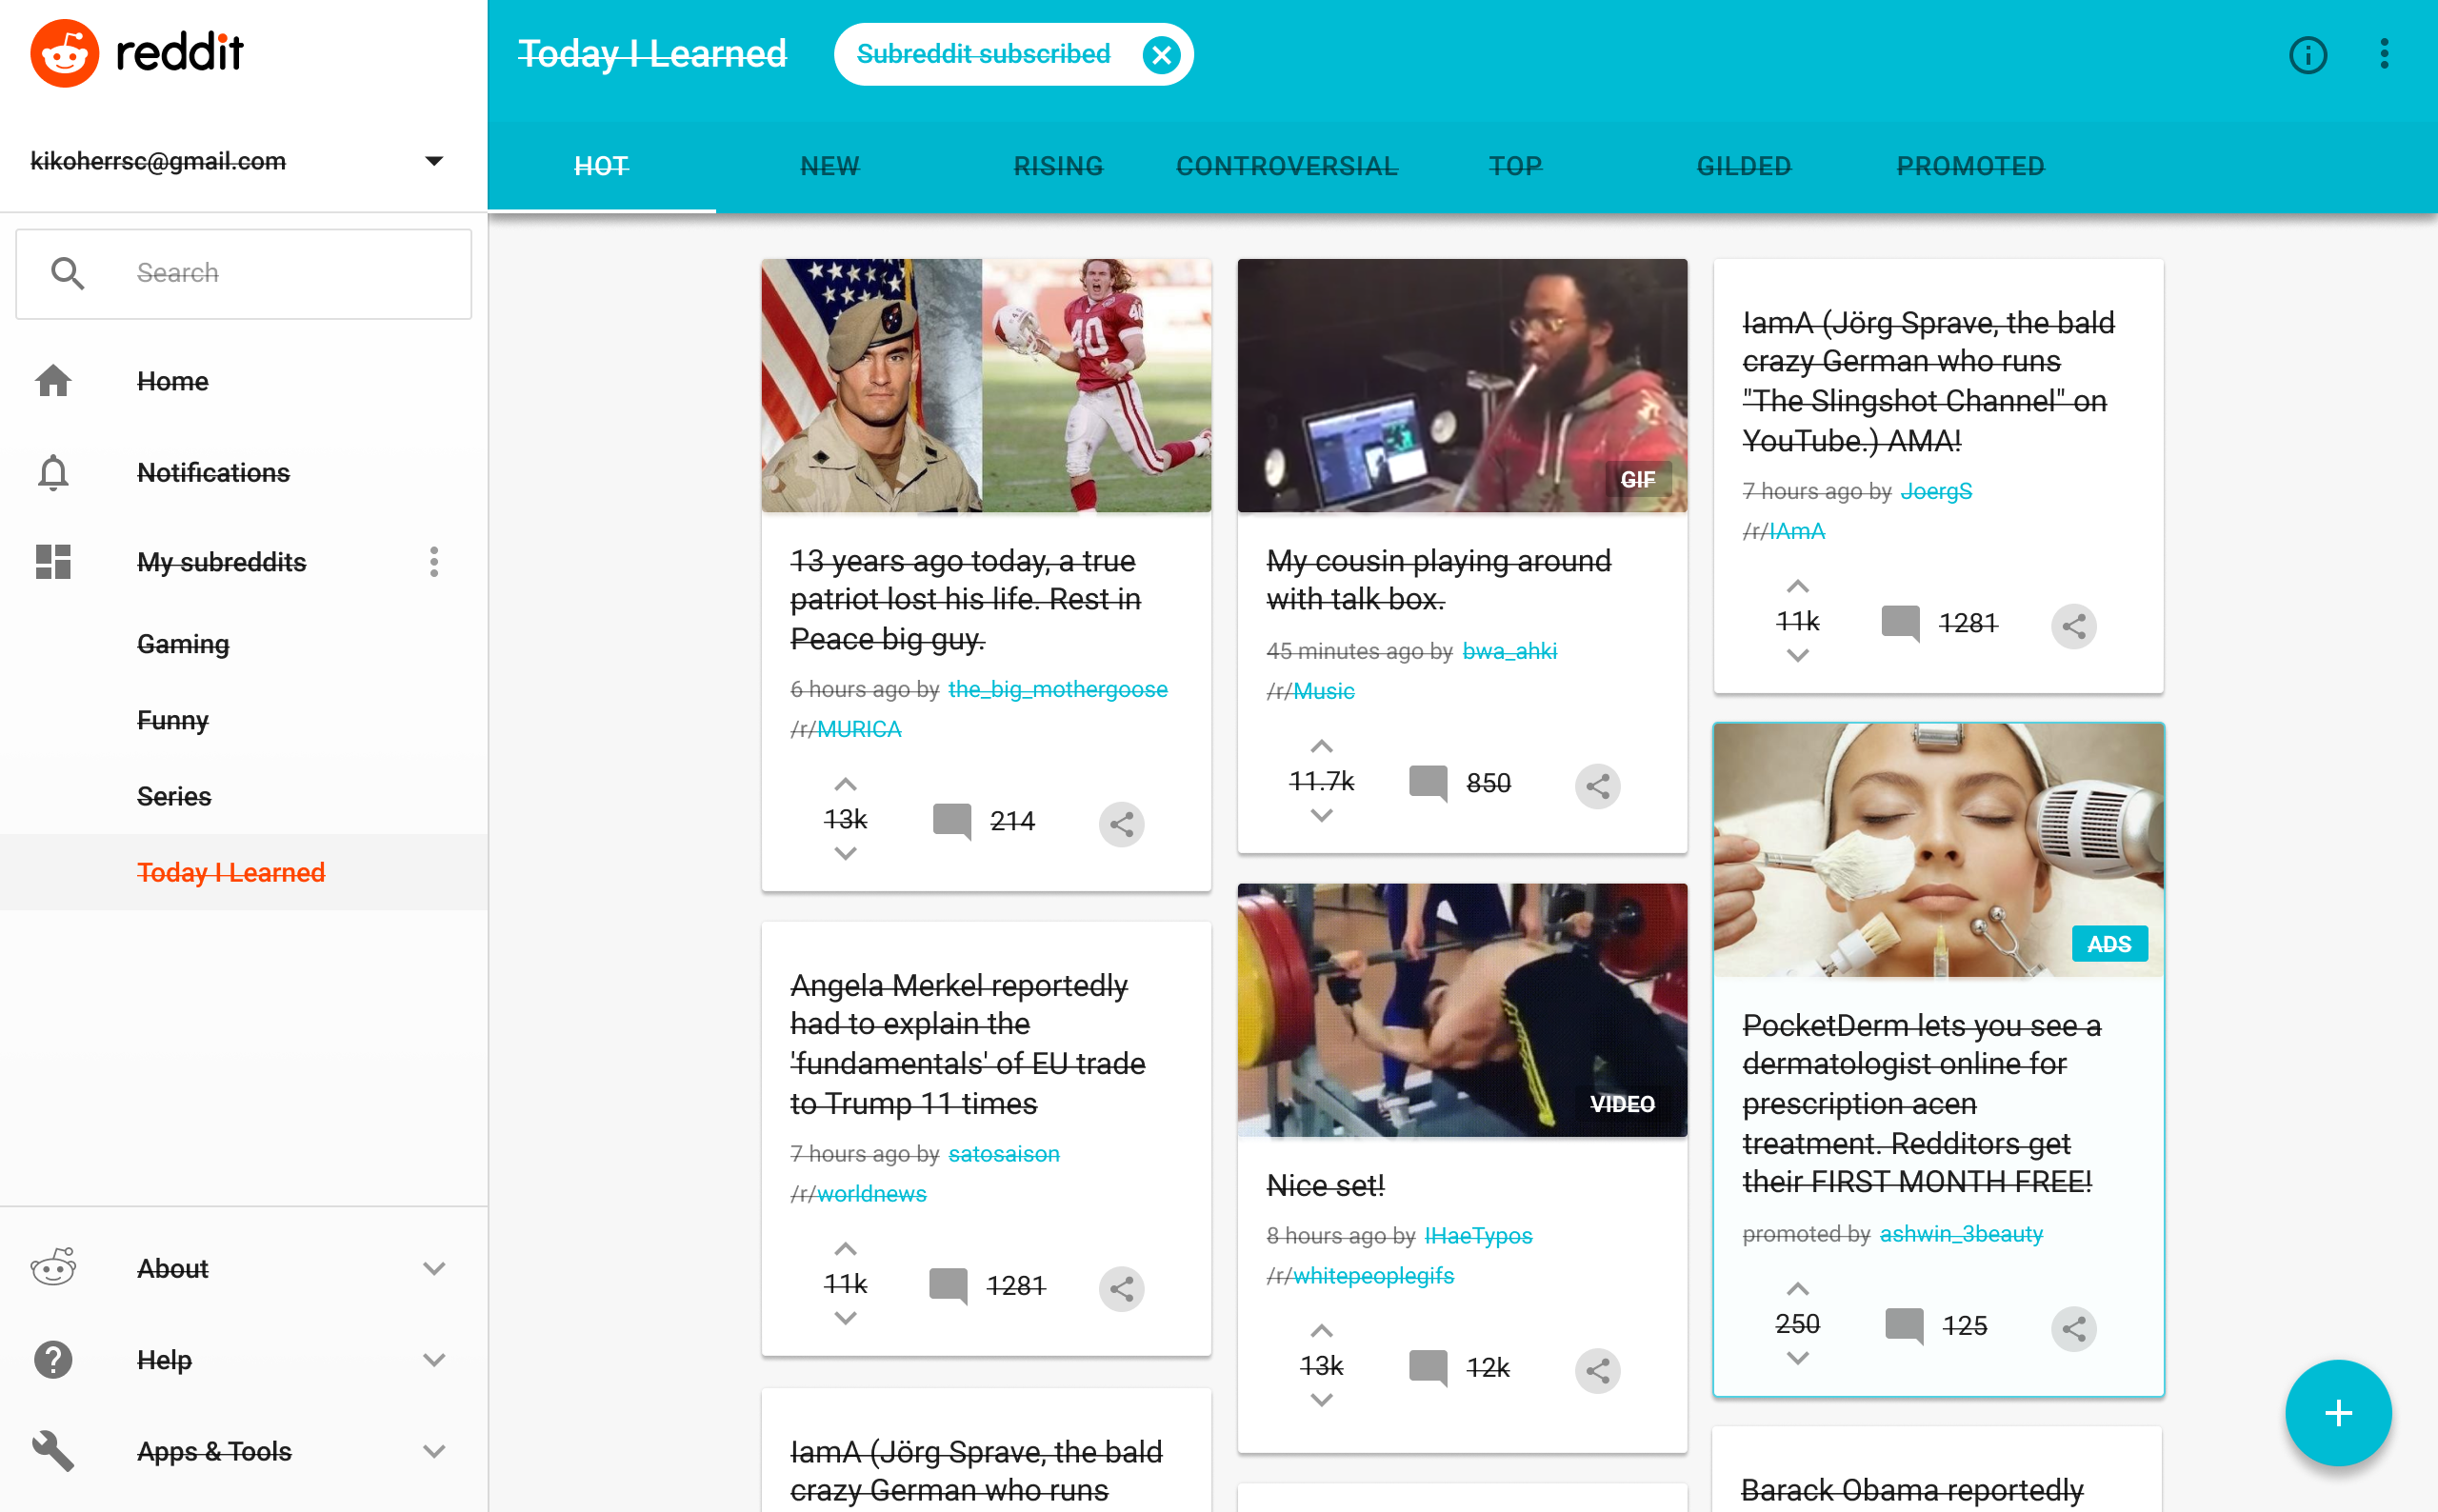 reddit
kikoherrsc@gmail.com
Search
Home
Notifications
My subreddits
Gaming
Funny
Series
Today I Learned
About
Help
Apps & Tools
Today I Learned
Subreddit subscribed
HOT
NEW
RISING
CONTROVERSIAL
TOP
GILDED
PROMOTED
40
13 years ago today, a true
patriot lost his life. Rest in
Peace big guy.
6 hours ago by the_big_mothergoose
/r/MURICA
13k
214
Angela Merkel reportedly
had to explain the
'fundamentals' of EU trade
to Trump 11 times
7 hours ago by satosaison
/r/worldnews
11k
1281
IamA (Jörg Sprave, the bald
crazy German who runs
GIF
My cousin playing around
with talk box.
45 minutes ago by bwa_ahki
/r/Music
11.7k
850
VIDEO
Nice set!
8 hours ago by IHaeTypos
/r/whitepeoplegifs
13k
12k
IamA (Jörg Sprave, the bald
crazy German who runs
"The Slingshot Channel" on
YouTube.) AMA!
7 hours ago by JoergS
/r/IAmA
11k
1281
ADS
PocketDerm lets you see a
dermatologist online for
prescription acen
treatment. Redditors get
their FIRST MONTH FREE!
promoted by ashwin_3beauty
250
125
Barack Obama reportedly